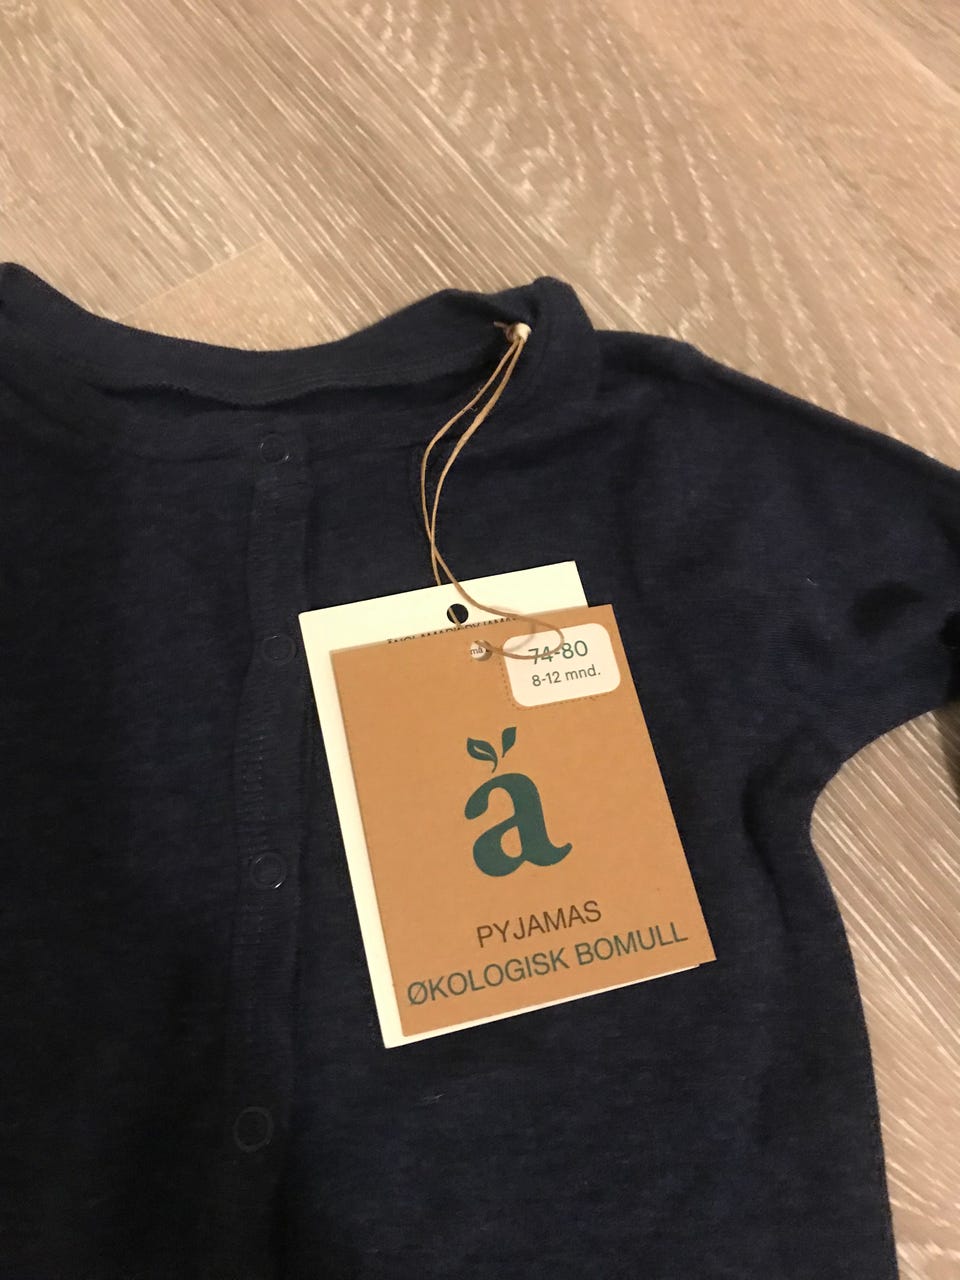 74-80
8-12 mnd.
a
PYJAMAS
ØKOLOGISK BOMULL